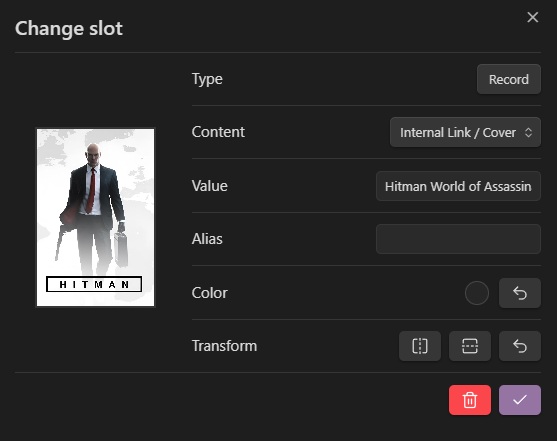 Change slot
Type
Record
Content
Internal Link / Cover
Value
Hitman World of Assassin
Alias
Color
Transform
HITMAN